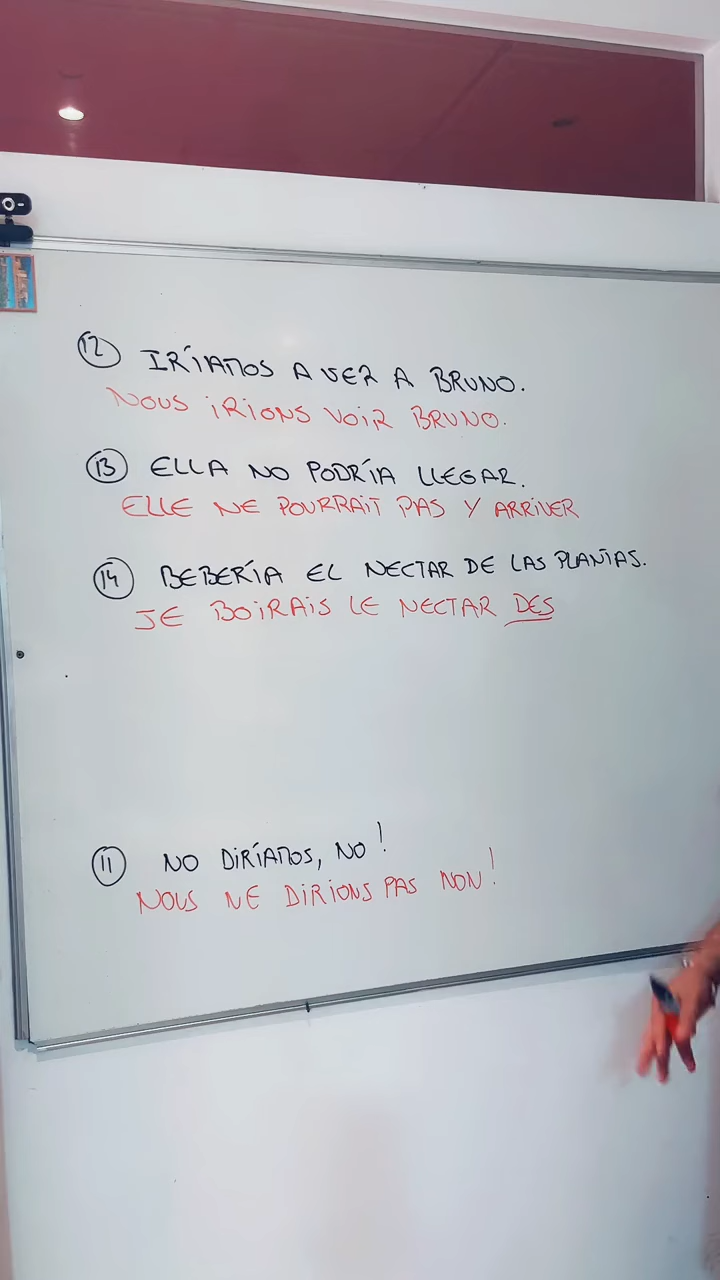 12 IRÍAMOS A VER A BRUNO.
NOUS IRIONS VOIR BRUNO.
13 ELLA NO PODRÍA LLEGAR.
ELLE NE POURRAIT PAS Y ARRIVER
14 BEBERÍA EL NECTAR DE LAS PLANTAS.
JE BOIRAIS LE NECTAR DES
11 NO DIRÍAMOS, NO!
NOUS NE DIRIONS PAS NON!